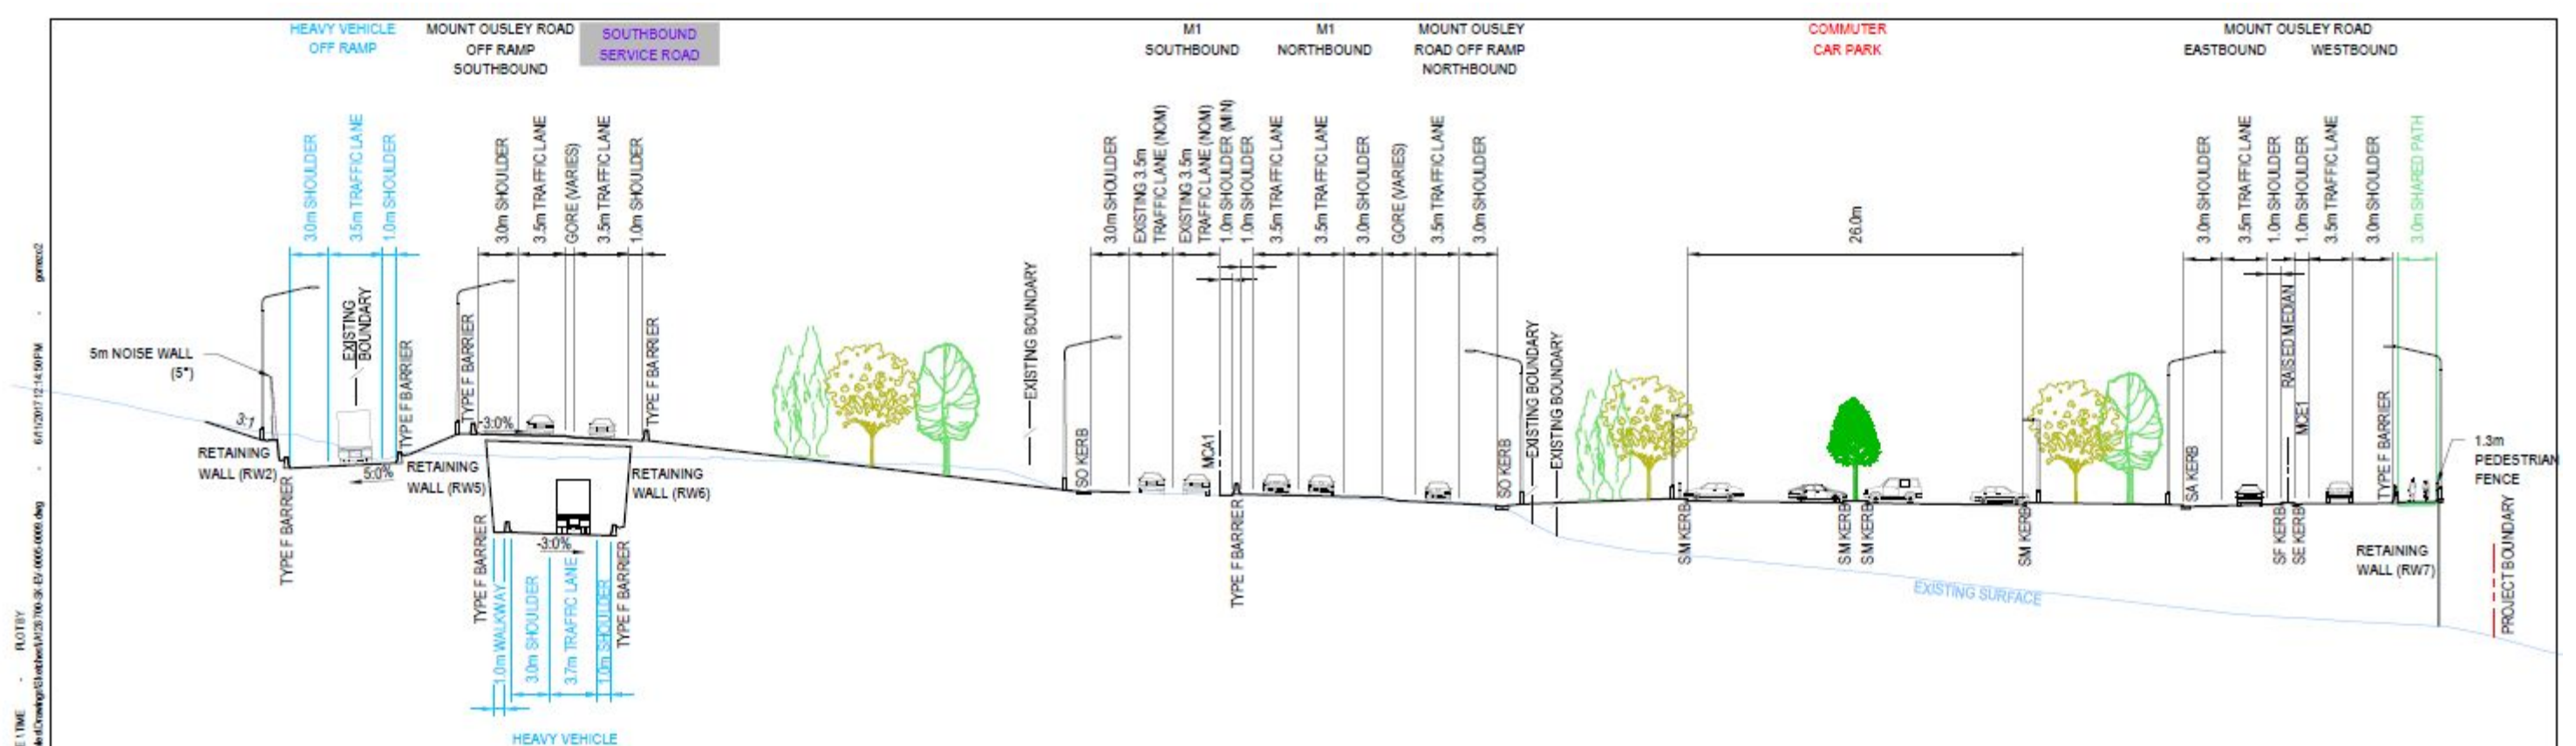 HEAVY VEHICLE
OFF RAMP
MOUNT OUSLEY ROAD
OFF RAMP
SOUTHBOUND
SOUTHBOUND
SERVICE ROAD
M1
SOUTHBOUND
M1
NORTHBOUND
MOUNT OUSLEY
ROAD OFF RAMP
NORTHBOUND
COMMUTER
CAR PARK
MOUNT OUSLEY ROAD
EASTBOUND
WESTBOUND
3.0m SHOULDER
3.5m TRAFFIC LANE
1.0m SHOULDER
3.0m SHOULDER
3.5m TRAFFIC LANE
GORE (VARIES)
3.5m TRAFFIC LANE
1.0m SHOULDER
3.0m SHOULDER
EXISTING 3.5m
TRAFFIC LANE (NOM)
EXISTING 3.5m
TRAFFIC LANE (NOM)
1.0m SHOULDER (MIN)
1.0m SHOULDER
3.5m TRAFFIC LANE
3.5m TRAFFIC LANE
3.0m SHOULDER
GORE (VARIES)
3.5m TRAFFIC LANE
3.0m SHOULDER
26.0m
3.0m SHOULDER
3.5m TRAFFIC LANE
1.0m SHOULDER
1.0m SHOULDER
3.5m TRAFFIC LANE
3.0m SHOULDER
3.0m SHARED PATH
5m NOISE WALL
(5°)
3:1
EXISTING
BOUNDARY
TYPE F BARRIER
TYPE F BARRIER
-3.0%
TYPE F BARRIER
EXISTING BOUNDARY
SO KERB
MCA1
SO KERB
EXISTING BOUNDARY
EXISTING BOUNDARY
SA KERB
RAISED MEDIAN
MCE1
TYPE F BARRIER
1.3m
PEDESTRIAN
FENCE
RETAINING
WALL (RW2)
TYPE F BARRIER
5.0%
RETAINING
WALL (RW5)
RETAINING
WALL (RW6)
TYPE F BARRIER
-3.0%
TYPE F BARRIER
TYPE F BARRIER
SM KERB
SM KERB
SM KERB
SM KERB
SF KERB
SE KERB
RETAINING
WALL (RW7)
PROJECT BOUNDARY
EXISTING SURFACE
1.0m WALKWAY
3.0m SHOULDER
3.7m TRAFFIC LANE
1.0m SHOULDER
HEAVY VEHICLE
PLOT BY
6/11/2017 12:14:50 PM